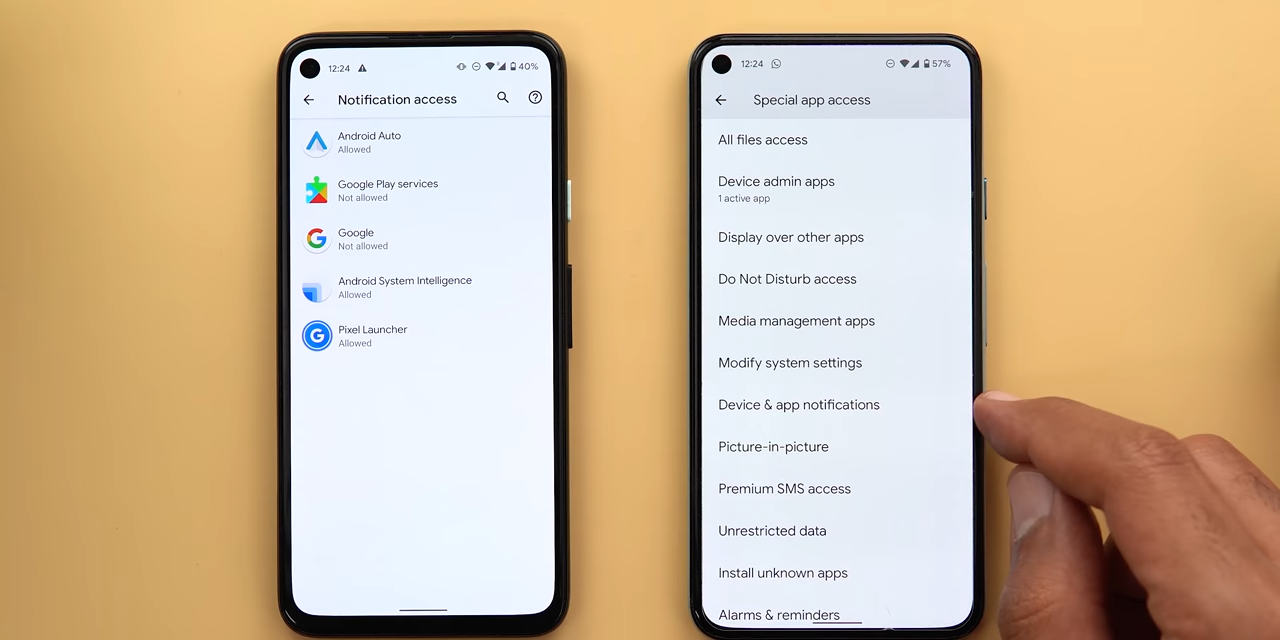 12:24
40%
Notification access
Android Auto
Allowed
Google Play services
Not allowed
Google
Not allowed
Android System Intelligence
Allowed
Pixel Launcher
Allowed
12:24
57%
Special app access
All files access
Device admin apps
1 active app
Display over other apps
Do Not Disturb access
Media management apps
Modify system settings
Device & app notifications
Picture-in-picture
Premium SMS access
Unrestricted data
Install unknown apps
Alarms & reminders